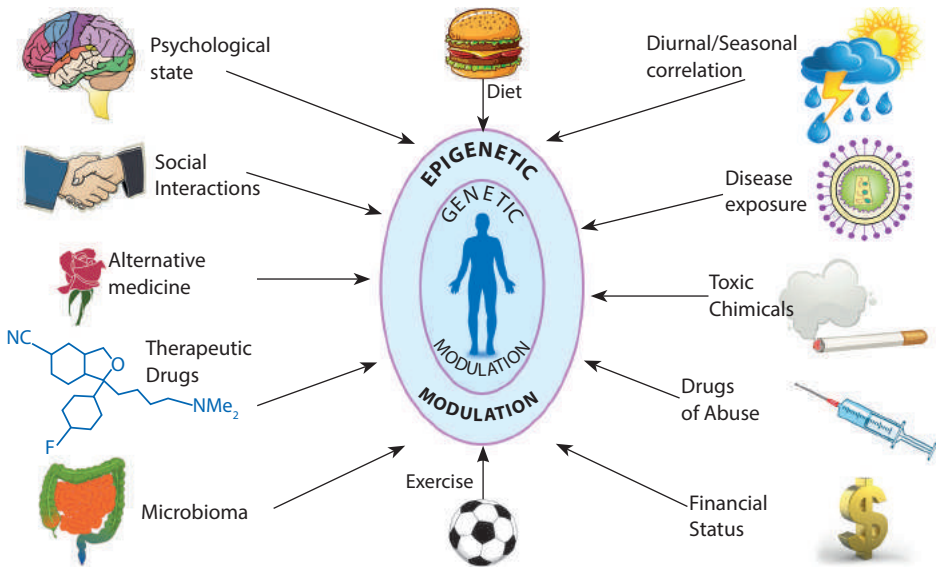 Psychological
state
Diet
Diurnal/Seasonal
correlation
Social
Interactions
EPIGENETIC
GENETIC
Disease
exposure
Alternative
medicine
Toxic
Chimicals
NC
O
Therapeutic
Drugs
NMe2
F
MODULATION
MODULATION
Drugs
of Abuse
Microbioma
Exercise
Financial
Status
$